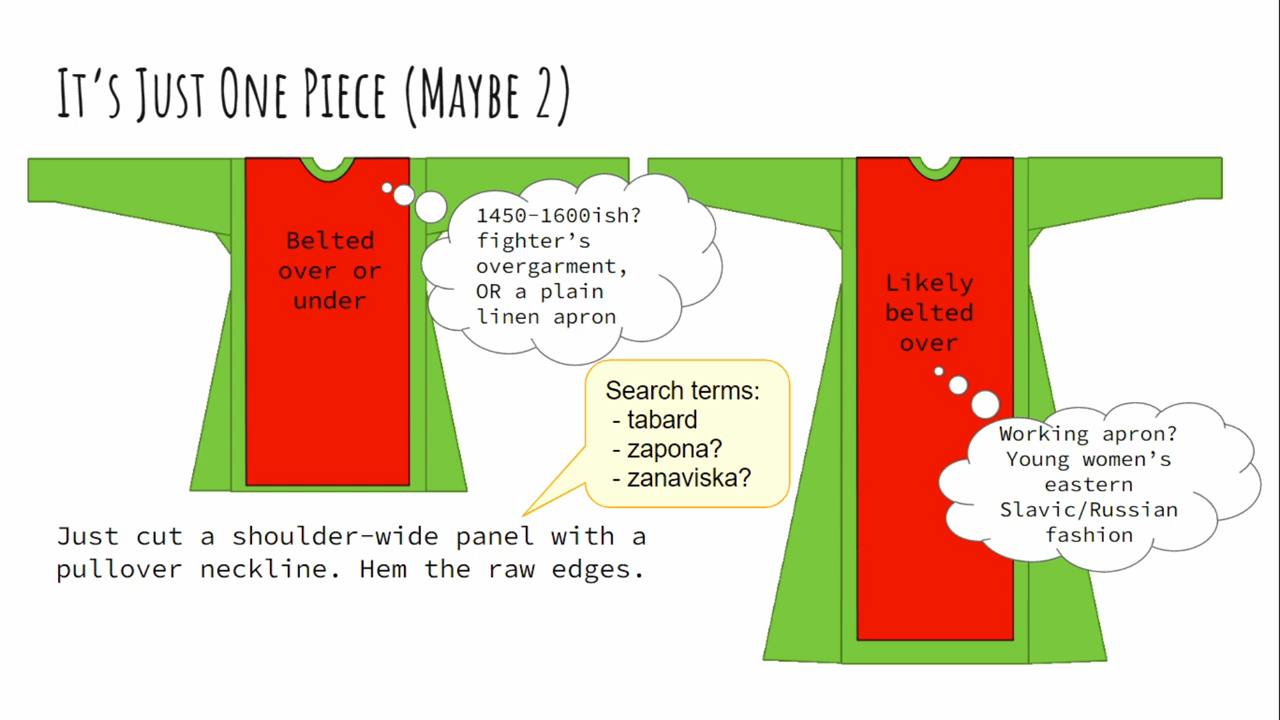 It's Just One Piece (Maybe 2)
Belted
over or
under
1450-1600ish?
fighter's
overgarment,
OR a plain
linen apron
Search terms:
- tabard
- zapona?
- zanaviska?
Likely
belted
over
Working apron?
Young women's
eastern
Slavic/Russian
fashion
Just cut a shoulder-wide panel with a
pullover neckline. Hem the raw edges.